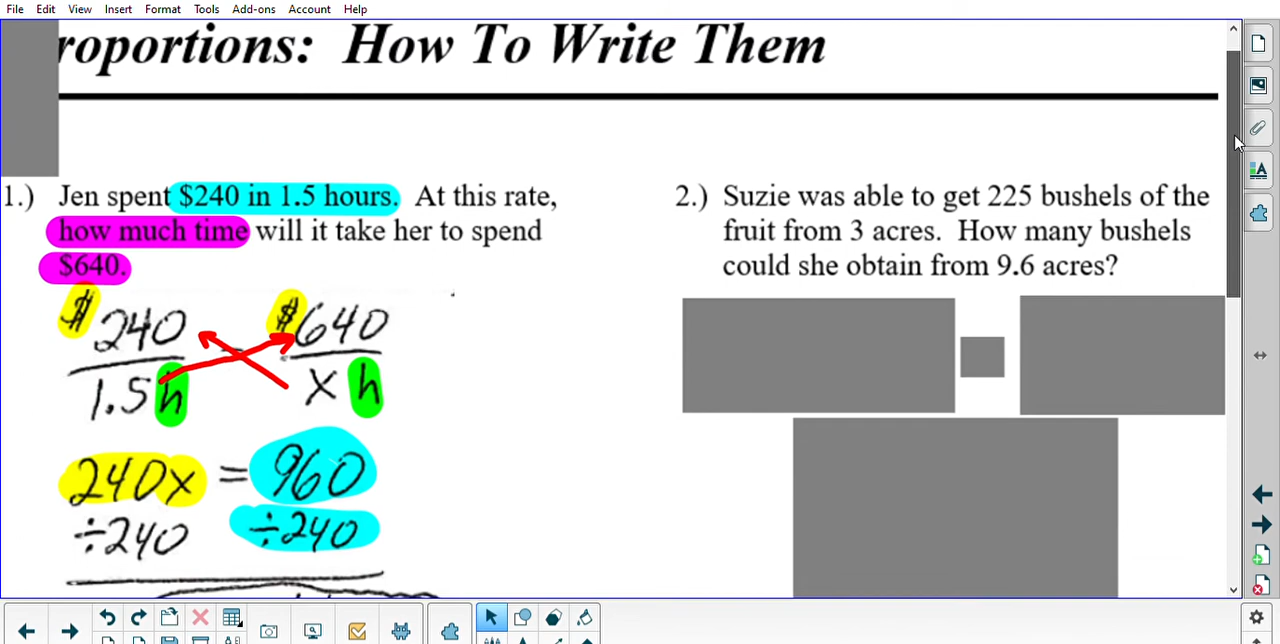 File Edit View Insert Format Tools Add-ons Account Help
roportions: How To Write Them
1.) Jen spent $240 in 1.5 hours. At this rate,
how much time will it take her to spend
$640.
$240 = $640
1.5h x h
240x = 960
÷240 ÷240
2.) Suzie was able to get 225 bushels of the
fruit from 3 acres. How many bushels
could she obtain from 9.6 acres?